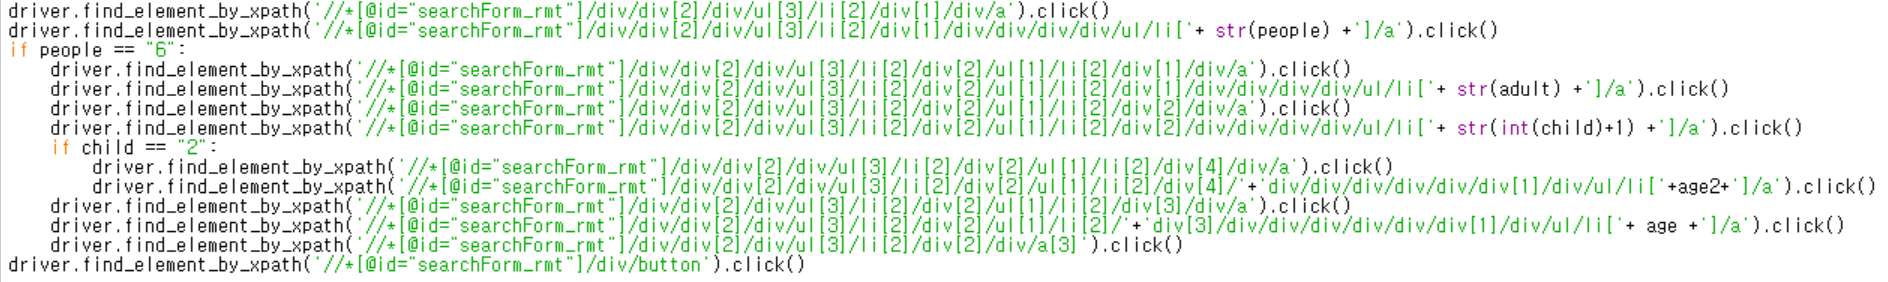 driver.find_element_by_xpath('//*[@id="searchForm_rmt"]/div/div[2]/div/ul[3]/li[2]/div[1]/div/a').click()
driver.find_element_by_xpath('//*[@id="searchForm_rmt"]/div/div[2]/div/ul[3]/li[2]/div[1]/div/div/div/div/ul/li['+ str(people) +']/a').click()
if people == "6":
    driver.find_element_by_xpath('//*[@id="searchForm_rmt"]/div/div[2]/div/ul[3]/li[2]/div[2]/ul[1]/li[2]/div[1]/div/a').click()
    driver.find_element_by_xpath('//*[@id="searchForm_rmt"]/div/div[2]/div/ul[3]/li[2]/div[2]/ul[1]/li[2]/div[1]/div/div/div/div/ul/li['+ str(adult) +']/a').click()
    driver.find_element_by_xpath('//*[@id="searchForm_rmt"]/div/div[2]/div/ul[3]/li[2]/div[2]/ul[1]/li[2]/div[2]/div/a').click()
    driver.find_element_by_xpath('//*[@id="searchForm_rmt"]/div/div[2]/div/ul[3]/li[2]/div[2]/ul[1]/li[2]/div[2]/div/div/div/div/ul/li['+ str(int(child)+1) +']/a').click()
    if child == "2":
        driver.find_element_by_xpath('//*[@id="searchForm_rmt"]/div/div[2]/div/ul[3]/li[2]/div[2]/ul[1]/li[2]/div[4]/div/a').click()
        driver.find_element_by_xpath('//*[@id="searchForm_rmt"]/div/div[2]/div/ul[3]/li[2]/div[2]/ul[1]/li[2]/div[4]/'+'div/div/div/div/div/div[1]/div/ul/li['+age2+']/a').click()
    driver.find_element_by_xpath('//*[@id="searchForm_rmt"]/div/div[2]/div/ul[3]/li[2]/div[2]/ul[1]/li[2]/div[3]/div/a').click()
    driver.find_element_by_xpath('//*[@id="searchForm_rmt"]/div/div[2]/div/ul[3]/li[2]/div[2]/ul[1]/li[2]/'+'div[3]/div/div/div/div/div/div[1]/div/ul/li['+ age +']/a').click()
    driver.find_element_by_xpath('//*[@id="searchForm_rmt"]/div/div[2]/div/ul[3]/li[2]/div[2]/div/a[3]').click()
driver.find_element_by_xpath('//*[@id="searchForm_rmt"]/div/button').click()